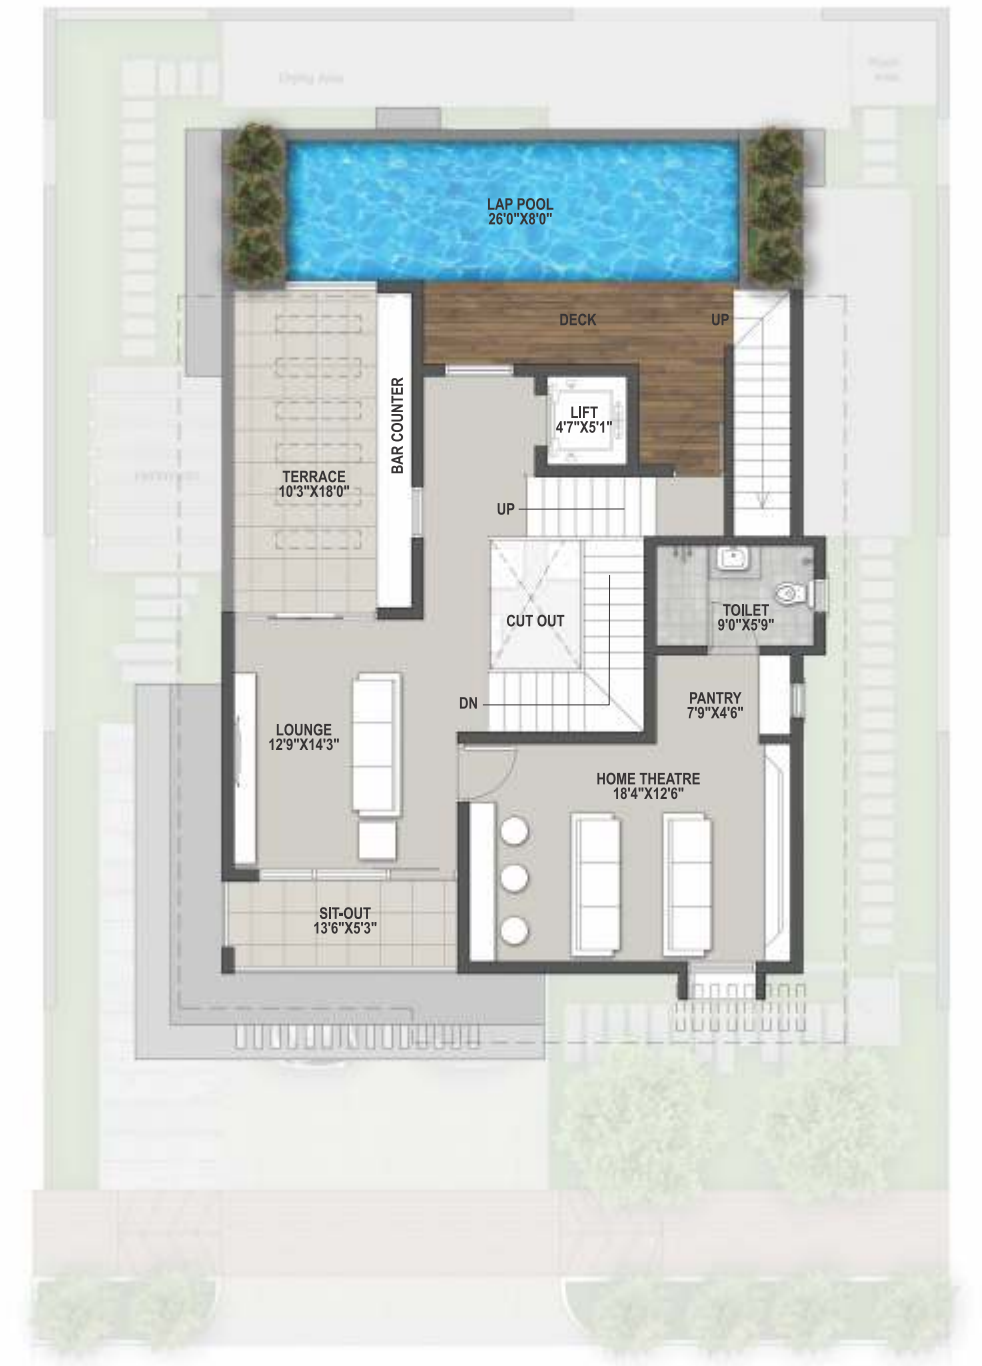 Drying Area
LAP POOL
26'0"X8'0"
DECK
UP
BAR COUNTER
LIFT
4'7"X5'1"
TERRACE
10'3"X18'0"
UP
TOILET
9'0"X5'9"
CUT OUT
DN
PANTRY
7'9"X4'6"
LOUNGE
12'9"X14'3"
HOME THEATRE
18'4"X12'6"
SIT-OUT
13'6"X5'3"